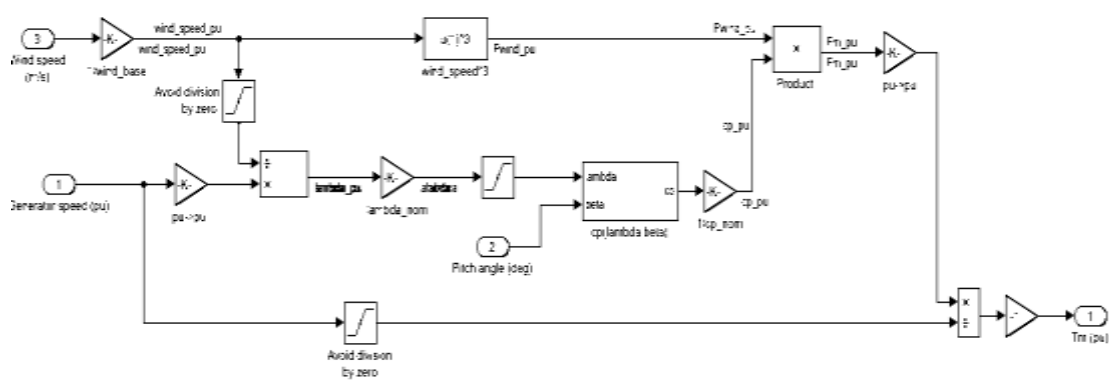 3
Wind speed
(m/s)
-K-
1/wind_base
wind_speed_pu
wind_speed_pu
Avoid division
by zero
u(1)^3
wind_speed^3
Pwind_pu
Pwind_pu
×
Product
Pm_pu
Pm_pu
-K-
pu->pu
cp_pu
1
Generator speed (pu)
-K-
pu->pu
÷
×
lambda_pu
-K-
lambda_nom
lambda
beta
cp
cp(lambda,beta)
-K-
1/cp_nom
cp_pu
2
Pitch angle (deg)
Avoid division
by zero
×
÷
1
Tm (pu)